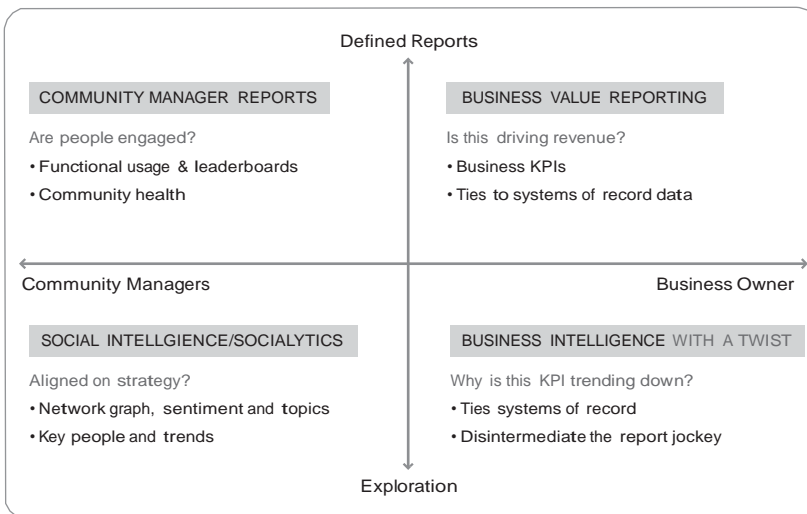 Defined Reports
COMMUNITY MANAGER REPORTS
Are people engaged?
• Functional usage & leaderboards
• Community health
BUSINESS VALUE REPORTING
Is this driving revenue?
• Business KPIs
• Ties to systems of record data
Community Managers
Business Owner
SOCIAL INTELLGIENCE/SOCIALYTICS
Aligned on strategy?
• Network graph, sentiment and topics
• Key people and trends
BUSINESS INTELLIGENCE WITH A TWIST
Why is this KPI trending down?
• Ties systems of record
• Disintermediate the report jockey
Exploration